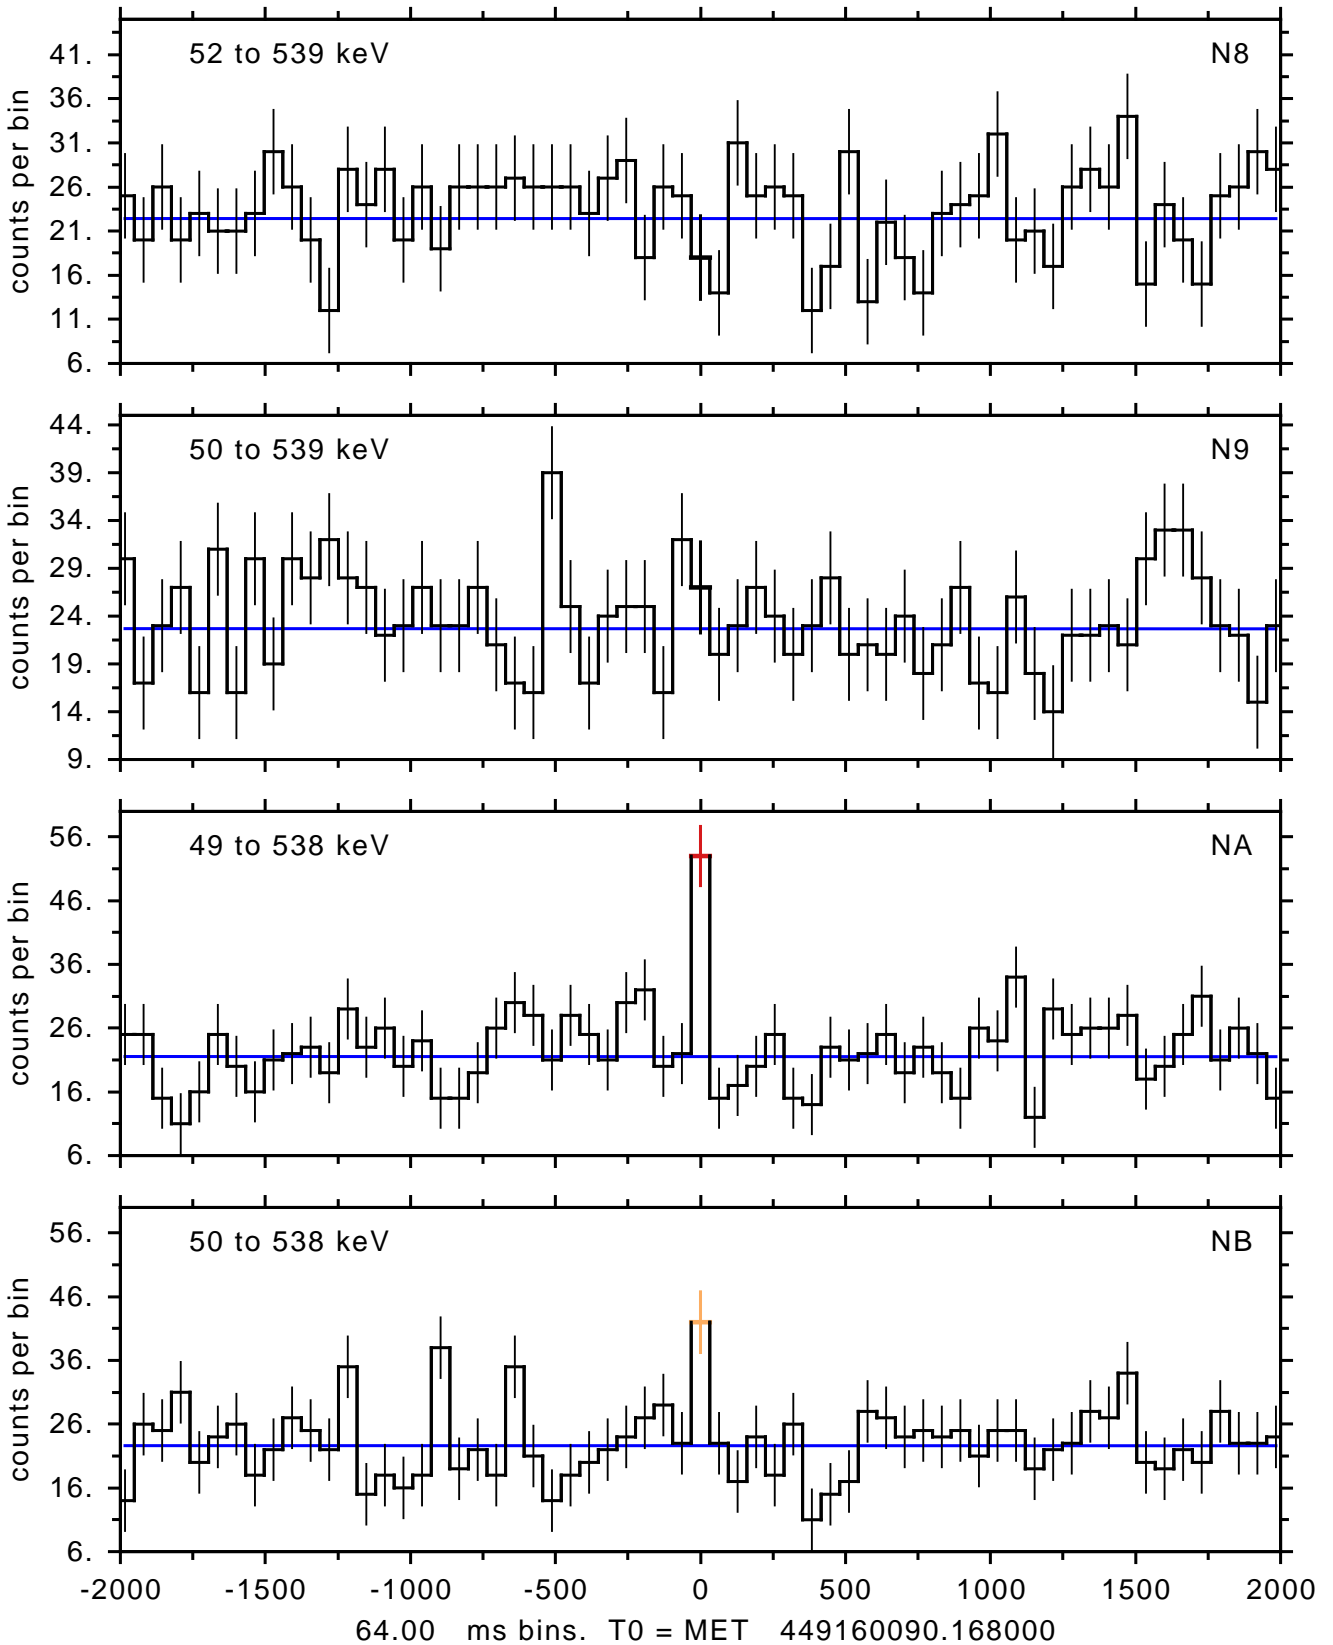 52 to 539 keV N8
counts per bin
41.
36.
31.
26.
21.
16.
11.
6.
50 to 539 keV N9
counts per bin
44.
39.
34.
29.
24.
19.
14.
9.
49 to 538 keV NA
counts per bin
56.
46.
36.
26.
16.
6.
50 to 538 keV NB
counts per bin
56.
46.
36.
26.
16.
6.
-2000 -1500 -1000 -500 0 500 1000 1500 2000
64.00 ms bins. T0 = MET 449160090.168000